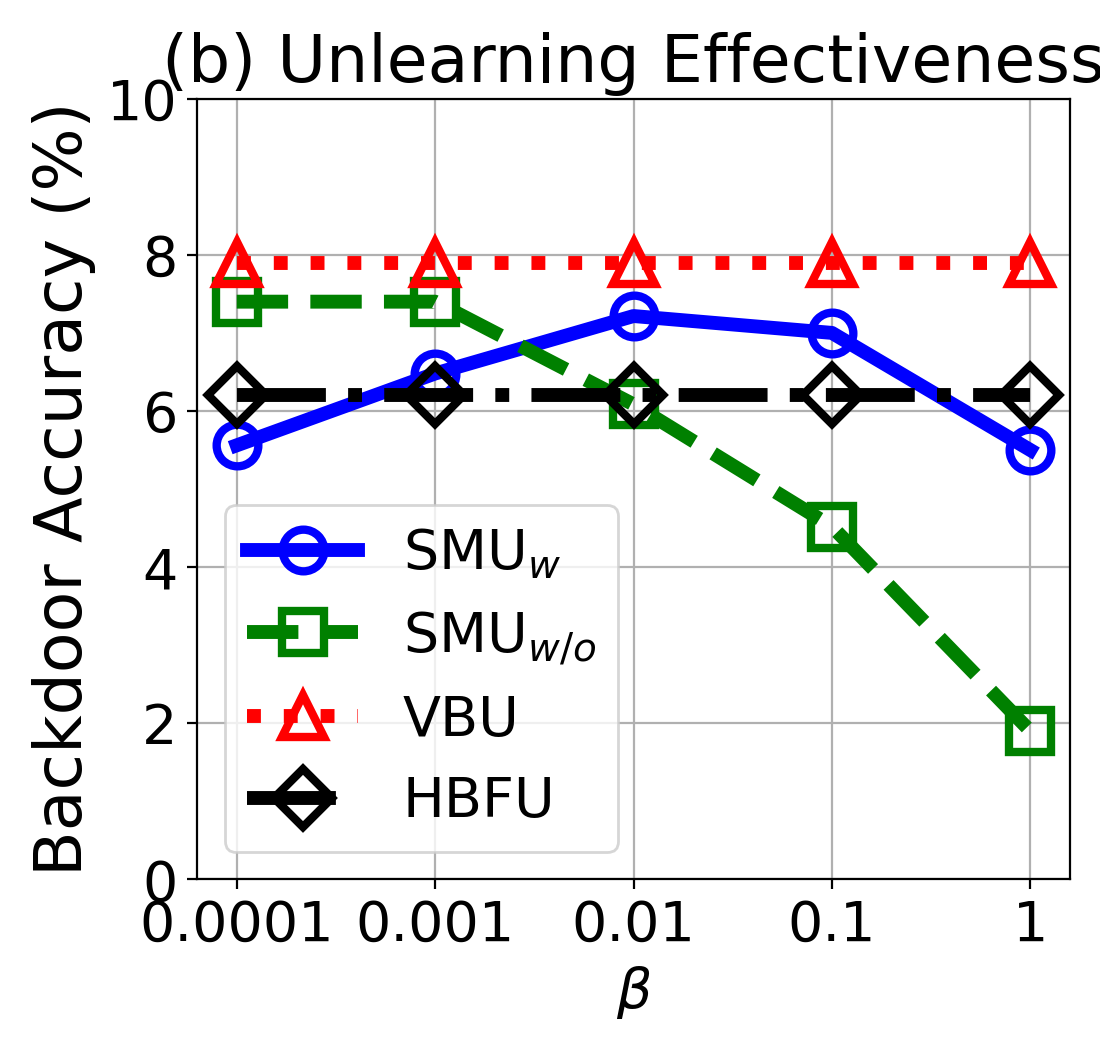 (b) Unlearning Effectiveness
Backdoor Accuracy (%)
10
8
6
4
2
0
SMU_w
SMU_w/o
VBU
HBFU
0.0001 0.001 0.01 0.1 1
β